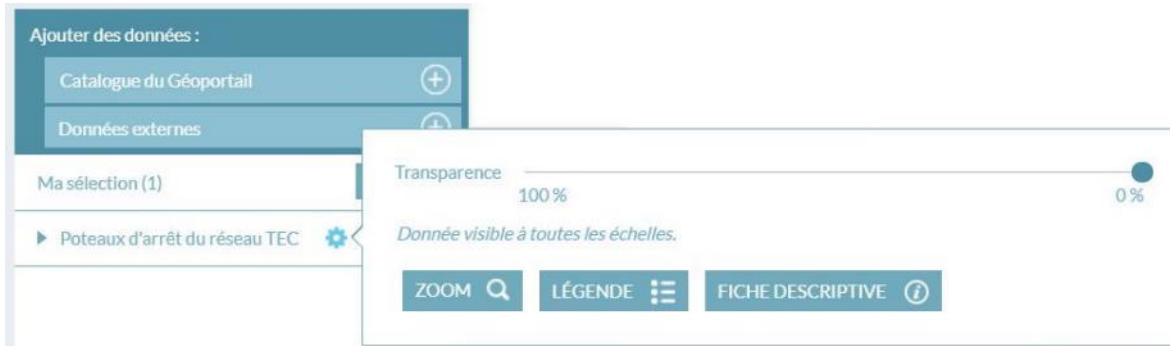 Ajouter des données :
Catalogue du Géoportail
Données externes
Ma sélection (1)
Poteaux d'arrêt du réseau TEC
Transparence
100 % 0 %
Donnée visible à toutes les échelles.
ZOOM LÉGENDE FICHE DESCRIPTIVE